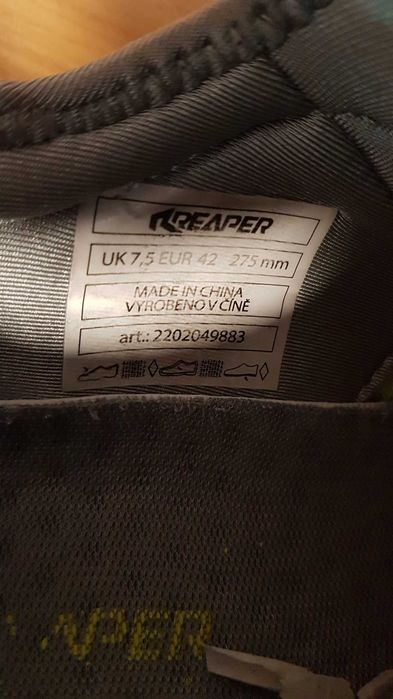 REAPER
UK 7,5 EUR 42 275 mm
MADE IN CHINA
VYROBENO V ČÍNĚ
art.: 2202049883